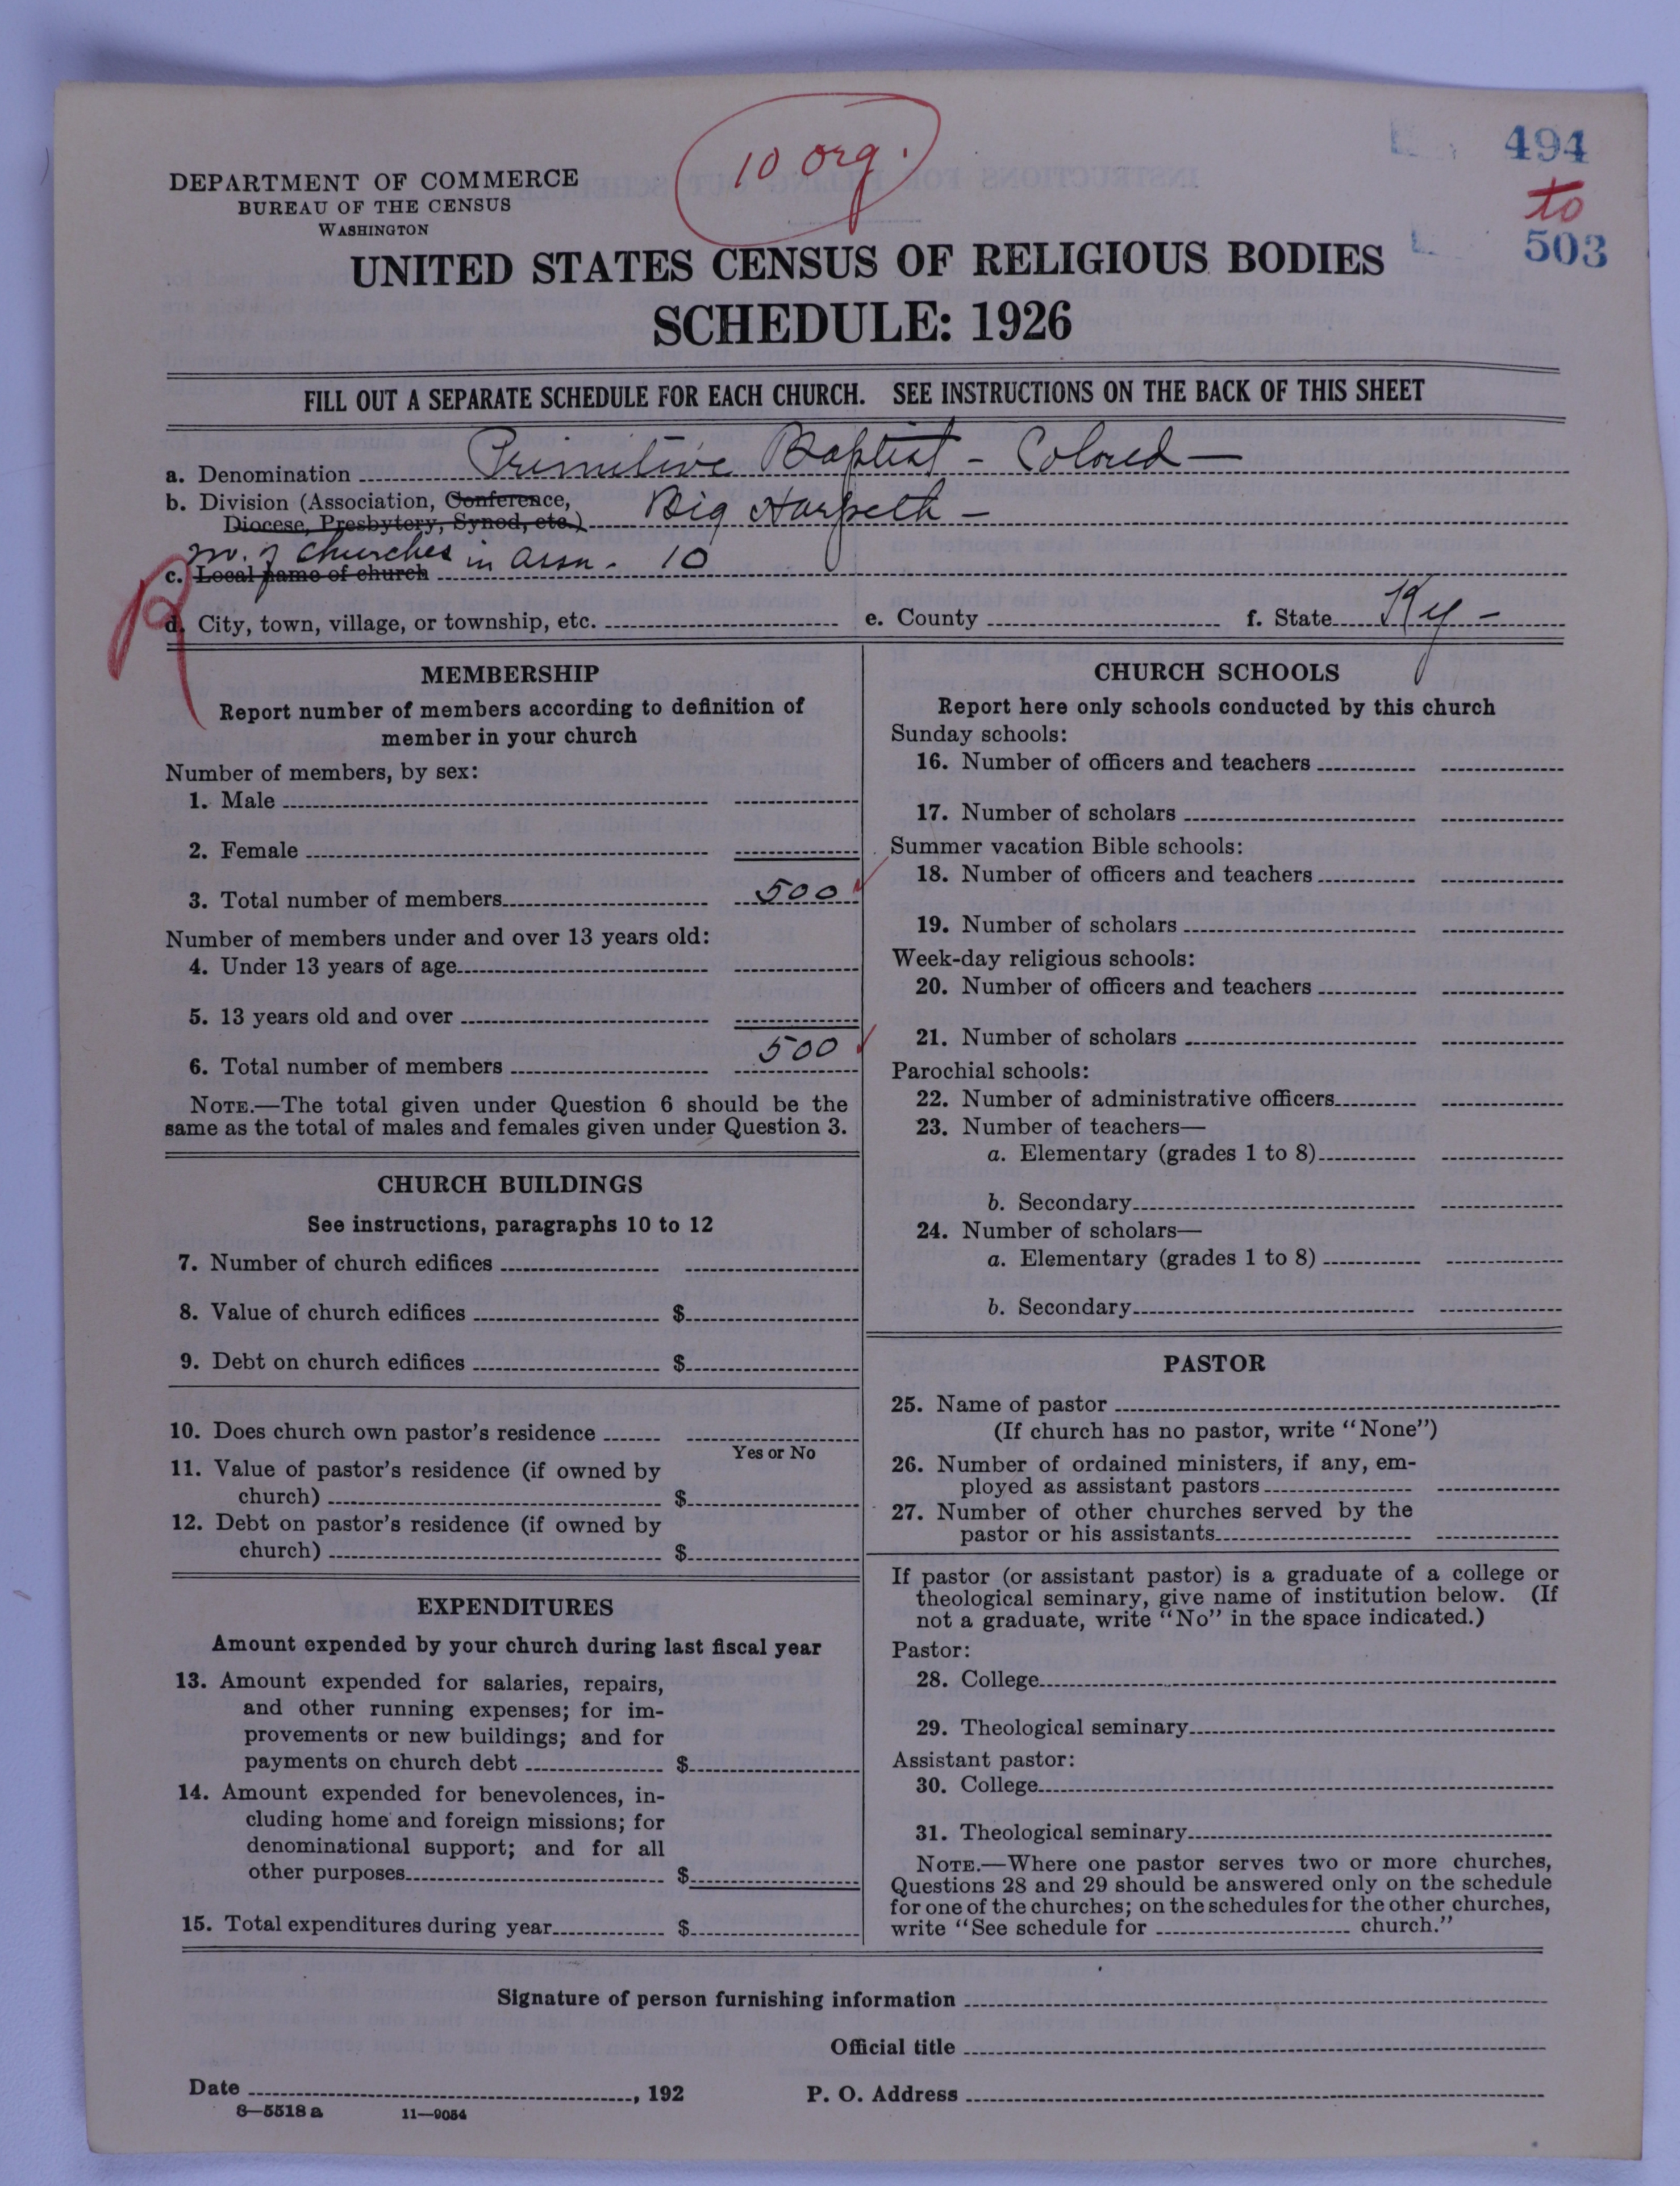 10 org.
494
to
503
DEPARTMENT OF COMMERCE
BUREAU OF THE CENSUS
WASHINGTON
UNITED STATES CENSUS OF RELIGIOUS BODIES
SCHEDULE: 1926
FILL OUT A SEPARATE SCHEDULE FOR EACH CHURCH. SEE INSTRUCTIONS ON THE BACK OF THIS SHEET
a. Denomination Primitive Baptist - Colored -
b. Division (Association, Conference,
Diocese, Presbytery, Synod, etc.) Big Harpeth -
no. of churches in assn. 10
c. Local name of church
R
d. City, town, village, or township, etc. e. County f. State Ky -
MEMBERSHIP
Report number of members according to definition of
member in your church
Number of members, by sex:
1. Male
2. Female
3. Total number of members 500
Number of members under and over 13 years old:
4. Under 13 years of age
5. 13 years old and over
6. Total number of members 500
NOTE.—The total given under Question 6 should be the
same as the total of males and females given under Question 3.
CHURCH BUILDINGS
See instructions, paragraphs 10 to 12
7. Number of church edifices
8. Value of church edifices $
9. Debt on church edifices $
10. Does church own pastor's residence
Yes or No
11. Value of pastor's residence (if owned by
church) $
12. Debt on pastor's residence (if owned by
church) $
EXPENDITURES
Amount expended by your church during last fiscal year
13. Amount expended for salaries, repairs,
and other running expenses; for im-
provements or new buildings; and for
payments on church debt $
14. Amount expended for benevolences, in-
cluding home and foreign missions; for
denominational support; and for all
other purposes $
15. Total expenditures during year $
CHURCH SCHOOLS
Report here only schools conducted by this church
Sunday schools:
16. Number of officers and teachers
17. Number of scholars
Summer vacation Bible schools:
18. Number of officers and teachers
19. Number of scholars
Week-day religious schools:
20. Number of officers and teachers
21. Number of scholars
Parochial schools:
22. Number of administrative officers
23. Number of teachers—
a. Elementary (grades 1 to 8)
b. Secondary
24. Number of scholars—
a. Elementary (grades 1 to 8)
b. Secondary
PASTOR
25. Name of pastor
(If church has no pastor, write "None")
26. Number of ordained ministers, if any, em-
ployed as assistant pastors
27. Number of other churches served by the
pastor or his assistants
If pastor (or assistant pastor) is a graduate of a college or
theological seminary, give name of institution below. (If
not a graduate, write "No" in the space indicated.)
Pastor:
28. College
29. Theological seminary
Assistant pastor:
30. College
31. Theological seminary
NOTE.—Where one pastor serves two or more churches,
Questions 28 and 29 should be answered only on the schedule
for one of the churches; on the schedules for the other churches,
write "See schedule for church."
Signature of person furnishing information
Official title
Date , 192 P. O. Address
8—5518 a 11—9054